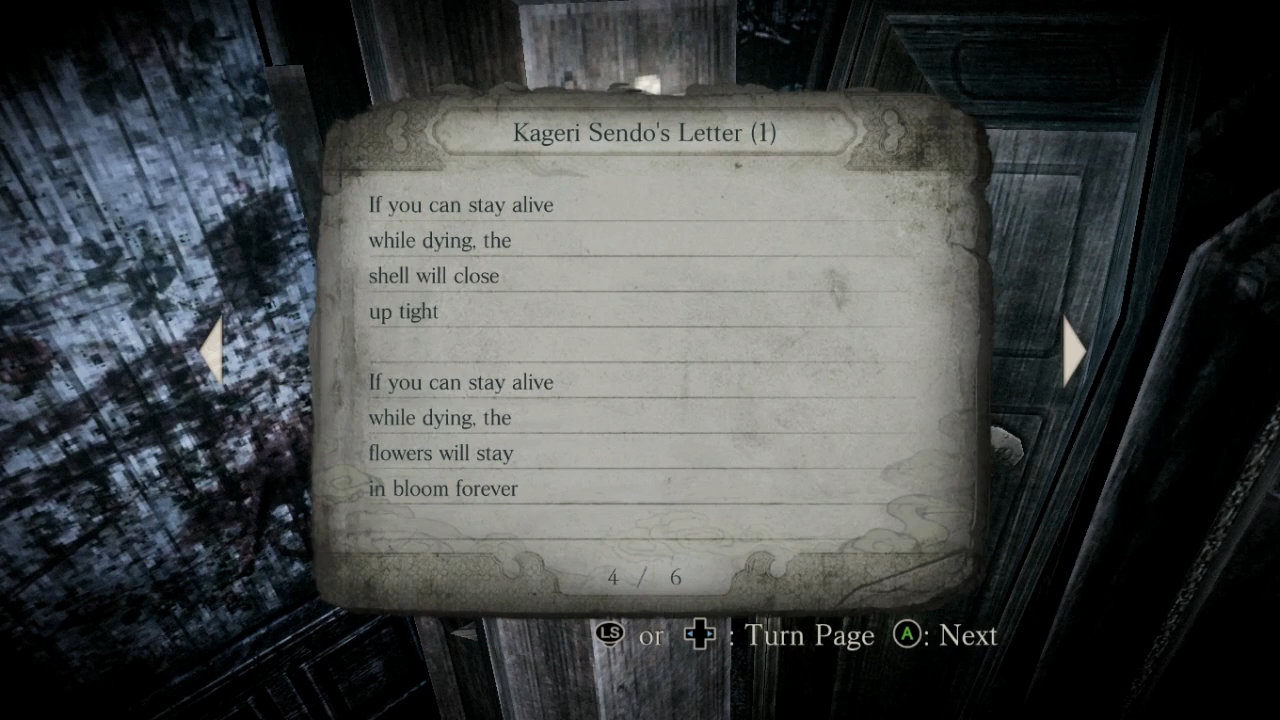 Kageri Sendo's Letter (1)
If you can stay alive
while dying, the
shell will close
up tight
If you can stay alive
while dying, the
flowers will stay
in bloom forever
4 / 6
LS or : Turn Page A: Next